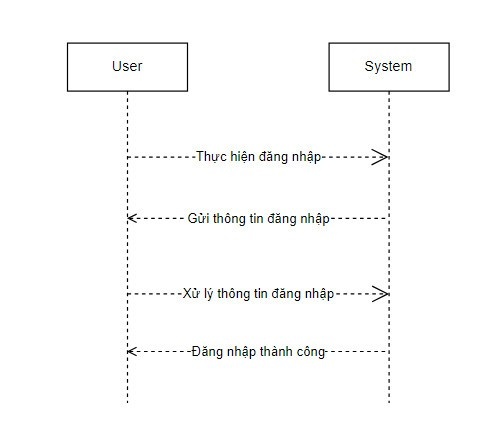 User
System
Thực hiện đăng nhập
Gửi thông tin đăng nhập
Xử lý thông tin đăng nhập
Đăng nhập thành công